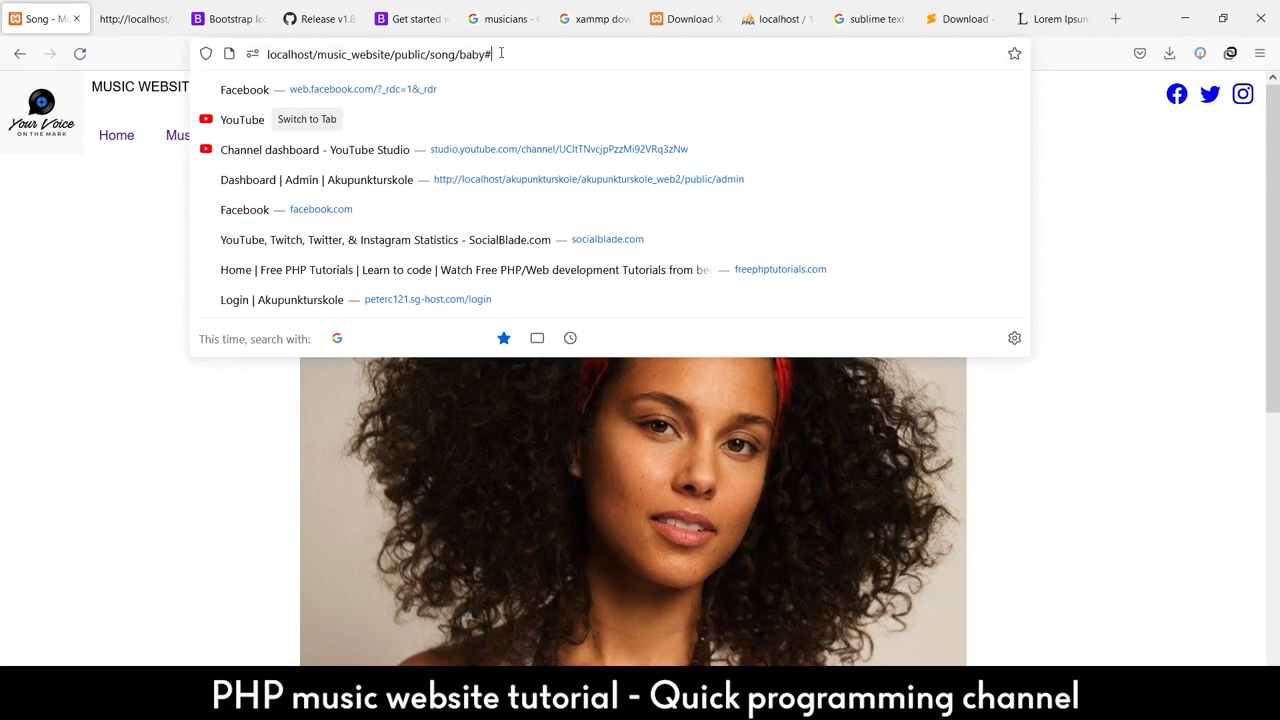 Song - Mu
http://localhost/
Bootstrap Ico
Release v1.8.
Get started w
musicians - G
xammp dow
Download X
localhost / 1
sublime text
Download -
Lorem Ipsum
localhost/music_website/public/song/baby#
Your Voice
ON THE MARK
MUSIC WEBSIT
Home Mus
Facebook — web.facebook.com/?_rdc=1&_rdr
YouTube Switch to Tab
Channel dashboard - YouTube Studio — studio.youtube.com/channel/UCItTNvcjpPzzMi92VRq3zNw
Dashboard | Admin | Akupunkturskole — http://localhost/akupunkturskole/akupunkturskole_web2/public/admin
Facebook — facebook.com
YouTube, Twitch, Twitter, & Instagram Statistics - SocialBlade.com — socialblade.com
Home | Free PHP Tutorials | Learn to code | Watch Free PHP/Web development Tutorials from be — freephptutorials.com
Login | Akupunkturskole — peterc121.sg-host.com/login
This time, search with:
PHP music website tutorial - Quick programming channel